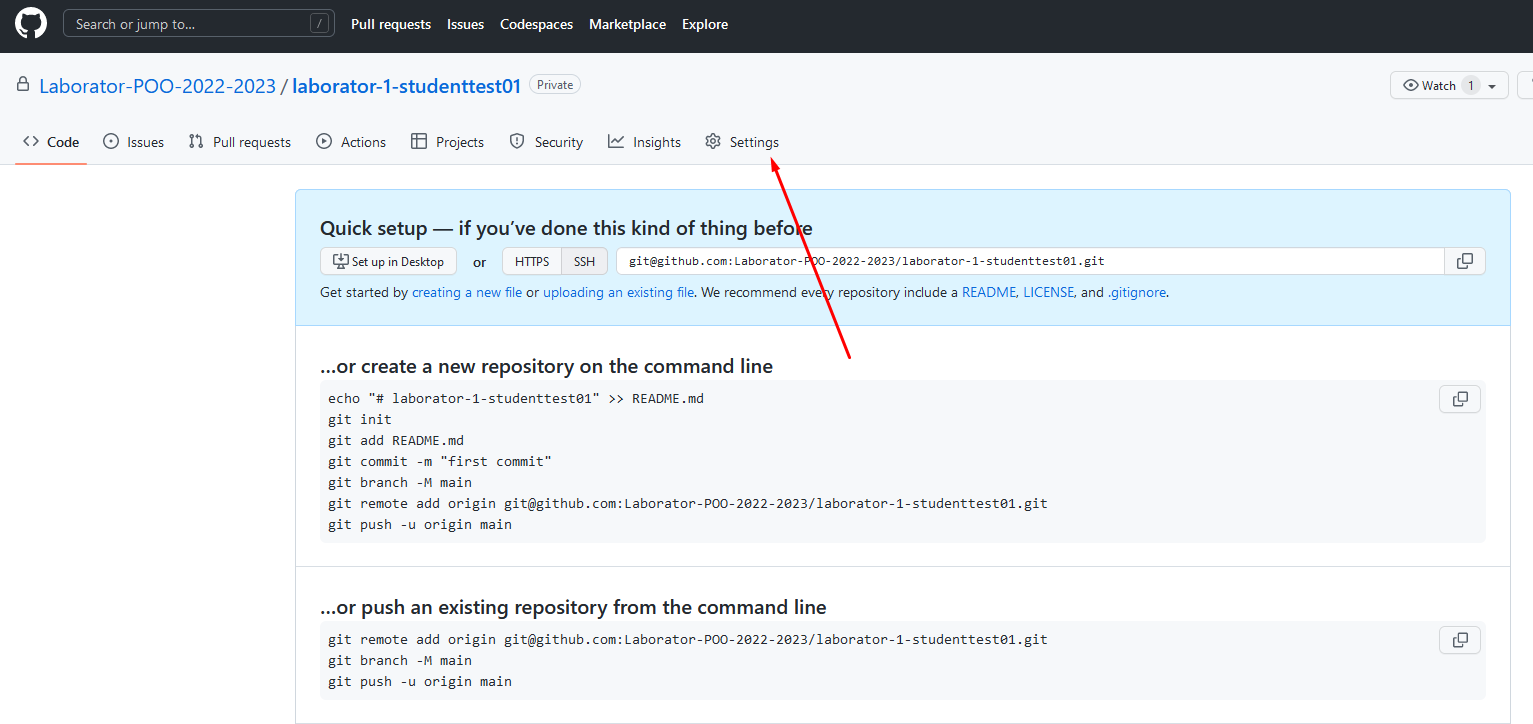 Search or jump to... /
Pull requests Issues Codespaces Marketplace Explore
Laborator-POO-2022-2023 / laborator-1-studenttest01 Private
Watch 1
Code Issues Pull requests Actions Projects Security Insights Settings
Quick setup — if you’ve done this kind of thing before
Set up in Desktop or HTTPS SSH git@github.com:Laborator-POO-2022-2023/laborator-1-studenttest01.git
Get started by creating a new file or uploading an existing file. We recommend every repository include a README, LICENSE, and .gitignore.
…or create a new repository on the command line
echo "# laborator-1-studenttest01" >> README.md
git init
git add README.md
git commit -m "first commit"
git branch -M main
git remote add origin git@github.com:Laborator-POO-2022-2023/laborator-1-studenttest01.git
git push -u origin main
…or push an existing repository from the command line
git remote add origin git@github.com:Laborator-POO-2022-2023/laborator-1-studenttest01.git
git branch -M main
git push -u origin main